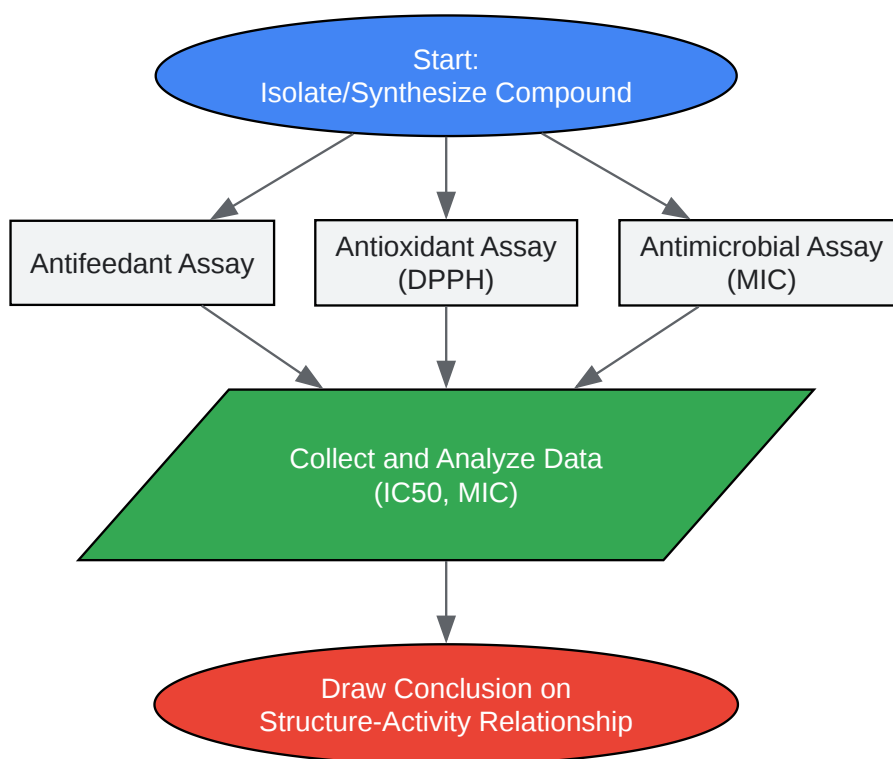 Start:
Isolate/Synthesize Compound
Antifeedant Assay
Antioxidant Assay
(DPPH)
Antimicrobial Assay
(MIC)
Collect and Analyze Data
(IC50, MIC)
Draw Conclusion on
Structure-Activity Relationship